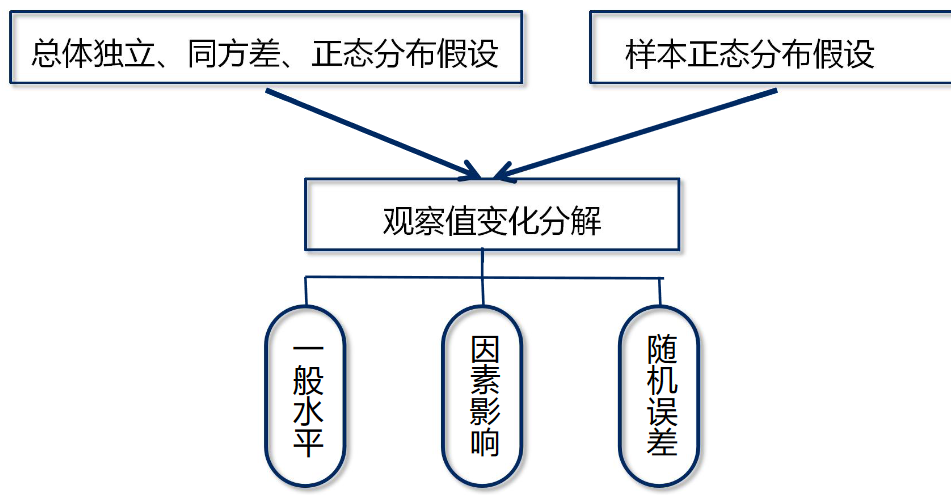 总体独立、同方差、正态分布假设
样本正态分布假设
观察值变化分解
一般水平
因素影响
随机误差